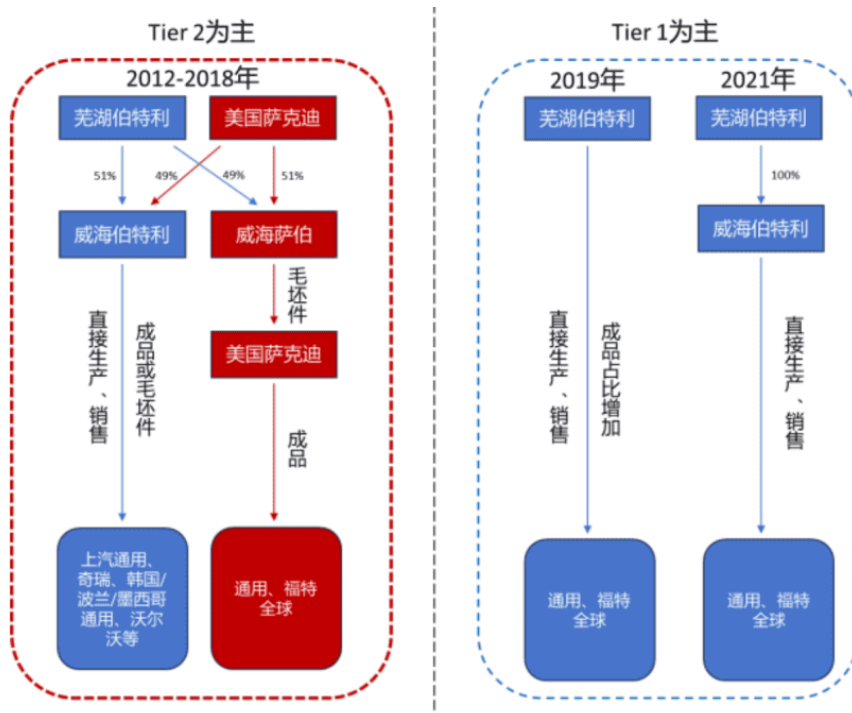 Tier 2为主
2012-2018年
芜湖伯特利
美国萨克迪
51%
49%
49%
51%
威海伯特利
威海萨伯
毛坯件
美国萨克迪
直接生产、销售
成品或毛坯件
成品
上汽通用、
奇瑞、韩国/
波兰/墨西哥
通用、沃尔
沃等
通用、福特
全球
Tier 1为主
2019年
2021年
芜湖伯特利
芜湖伯特利
100%
威海伯特利
直接生产、销售
成品占比增加
直接生产、销售
通用、福特
全球
通用、福特
全球